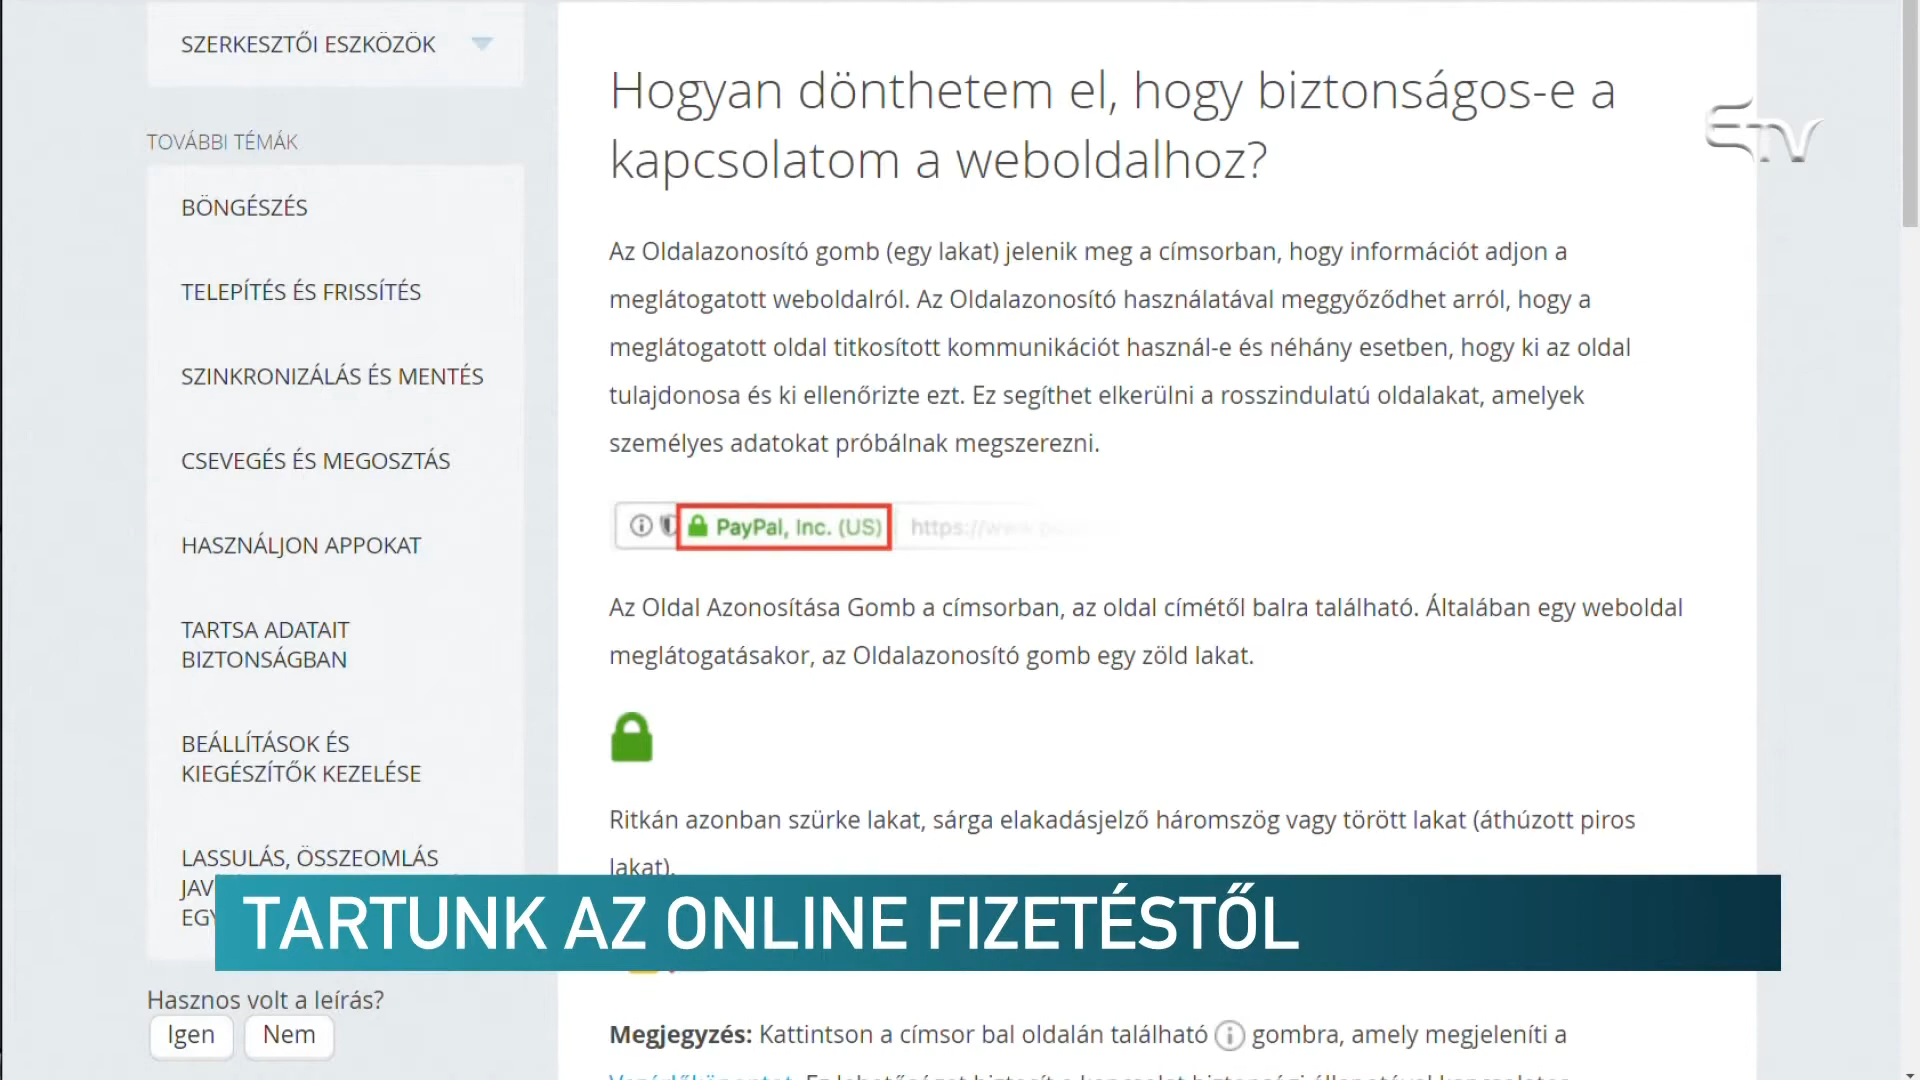 SZERKESZTŐI ESZKÖZÖK
TOVÁBBI TÉMÁK
BÖNGÉSZÉS
TELEPÍTÉS ÉS FRISSÍTÉS
SZINKRONIZÁLÁS ÉS MENTÉS
CSEVEGÉS ÉS MEGOSZTÁS
HASZNÁLJON APPOKAT
TARTSA ADATAIT
BIZTONSÁGBAN
BEÁLLÍTÁSOK ÉS
KIEGÉSZÍTŐK KEZELÉSE
LASSULÁS, ÖSSZEOMLÁS
Hasznos volt a leírás?
Igen Nem
Hogyan dönthetem el, hogy biztonságos-e a
kapcsolatom a weboldalhoz?
ETV
Az Oldalazonosító gomb (egy lakat) jelenik meg a címsorban, hogy információt adjon a
meglátogatott weboldalról. Az Oldalazonosító használatával meggyőződhet arról, hogy a
meglátogatott oldal titkosított kommunikációt használ-e és néhány esetben, hogy ki az oldal
tulajdonosa és ki ellenőrizte ezt. Ez segíthet elkerülni a rosszindulatú oldalakat, amelyek
személyes adatokat próbálnak megszerezni.
PayPal, Inc. (US) https://www
Az Oldal Azonosítása Gomb a címsorban, az oldal címétől balra található. Általában egy weboldal
meglátogatásakor, az Oldalazonosító gomb egy zöld lakat.
Ritkán azonban szürke lakat, sárga elakadásjelző háromszög vagy törött lakat (áthúzott piros
lakat).
TARTUNK AZ ONLINE FIZETÉSTŐL
Megjegyzés: Kattintson a címsor bal oldalán található gombra, amely megjeleníti a